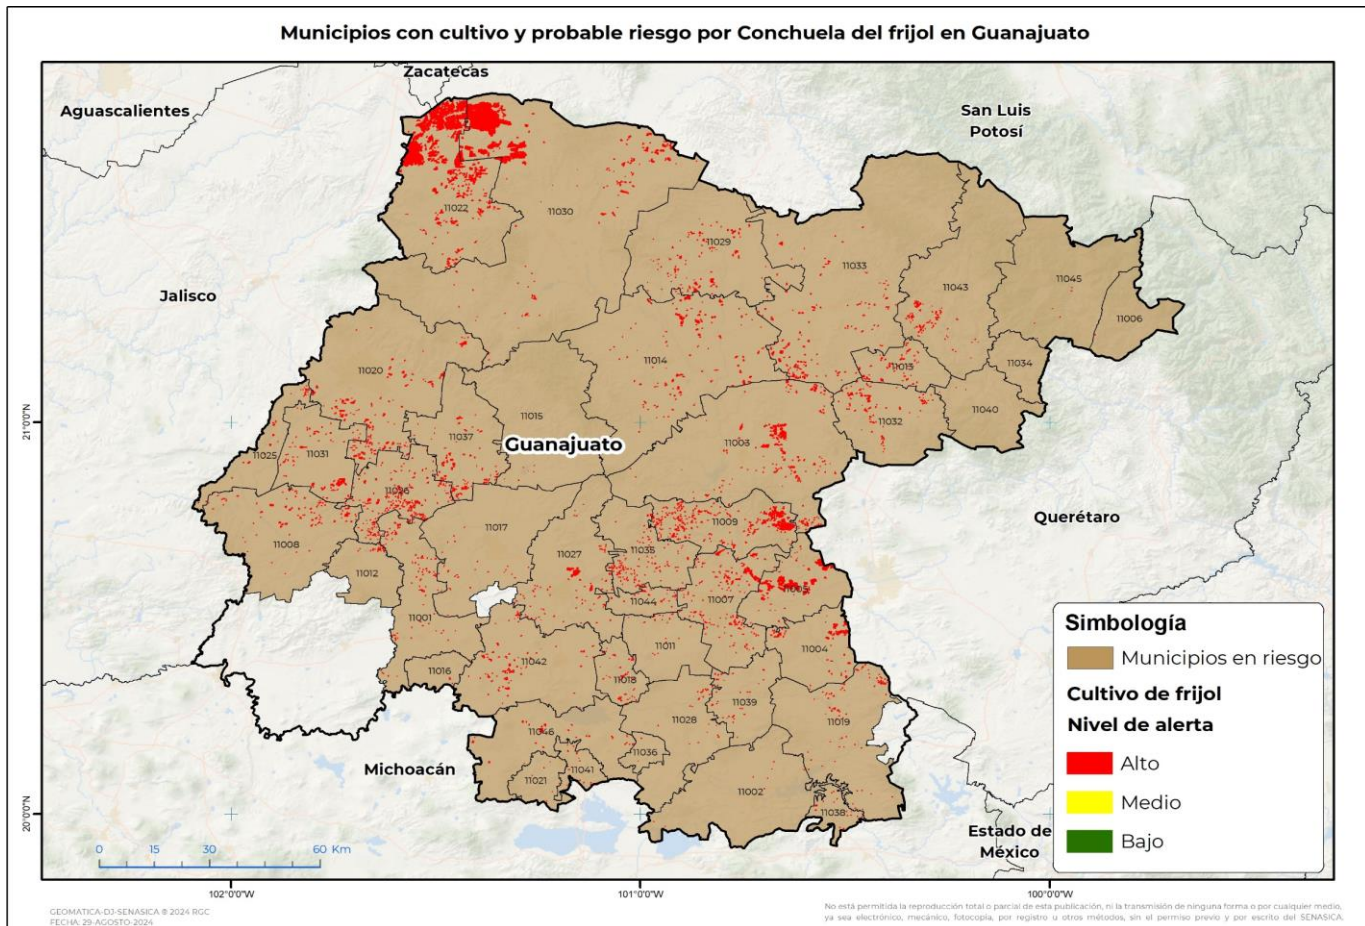 Municipios con cultivo y probable riesgo por Conchuela del frijol en Guanajuato
Zacatecas
Aguascalientes
San Luis
Potosí
11022
11030
11029
11033
11043
11045
11006
Jalisco
11020
11014
11013
11034
11015
11040
11032
21°0'0"N
Guanajuato
11037
11003
11025
11031
11026
11017
11009
Querétaro
11008
11027
11035
11012
11005
11044
11007
11001
11011
11004
11016
11042
11018
11039
11019
11028
11046
11036
Michoacán
11021
11041
11002
11038
20°0'0"N
Estado de
México
Simbología
Municipios en riesgo
Cultivo de frijol
Nivel de alerta
Alto
Medio
Bajo
0 15 30 60 Km
102°0'0"W
101°0'0"W
100°0'0"W
GEOMATICA-DJ-SENASICA ® 2024 RGC
FECHA: 29-AGOSTO-2024
No está permitida la reproducción total o parcial de esta publicación, ni la transmisión de ninguna forma o por cualquier medio,
ya sea electrónico, mecánico, fotocopia, por registro u otros métodos, sin el permiso previo y por escrito del SENASICA.